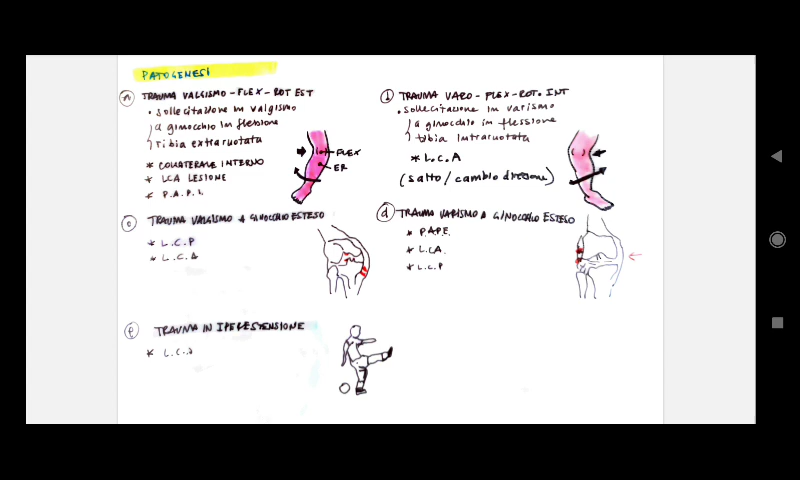 PATOGENESI
a TRAUMA VALGISMO - FLEX - ROT EST
• sollecitazione in valgismo
a ginocchio in flessione
tibia extraruotata
* COLLATERALE INTERNO
* LCA LESIONE
* P.A.P.I.
FLEX
ER
b TRAUMA VARO - FLEX - ROT. INT
• sollecitazione in varismo
a ginocchio in flessione
tibia intraruotata
* L.C.A
(salto / cambio direzione)
c TRAUMA VALGISMO A GINOCCHIO ESTESO
* L.C.P
* L.C.A
d TRAUMA VARISMO A GINOCCHIO ESTESO
* P.A.P.E.
* L.CA.
* L.C.P
e TRAUMA IN IPERESTENSIONE
* L.C.A